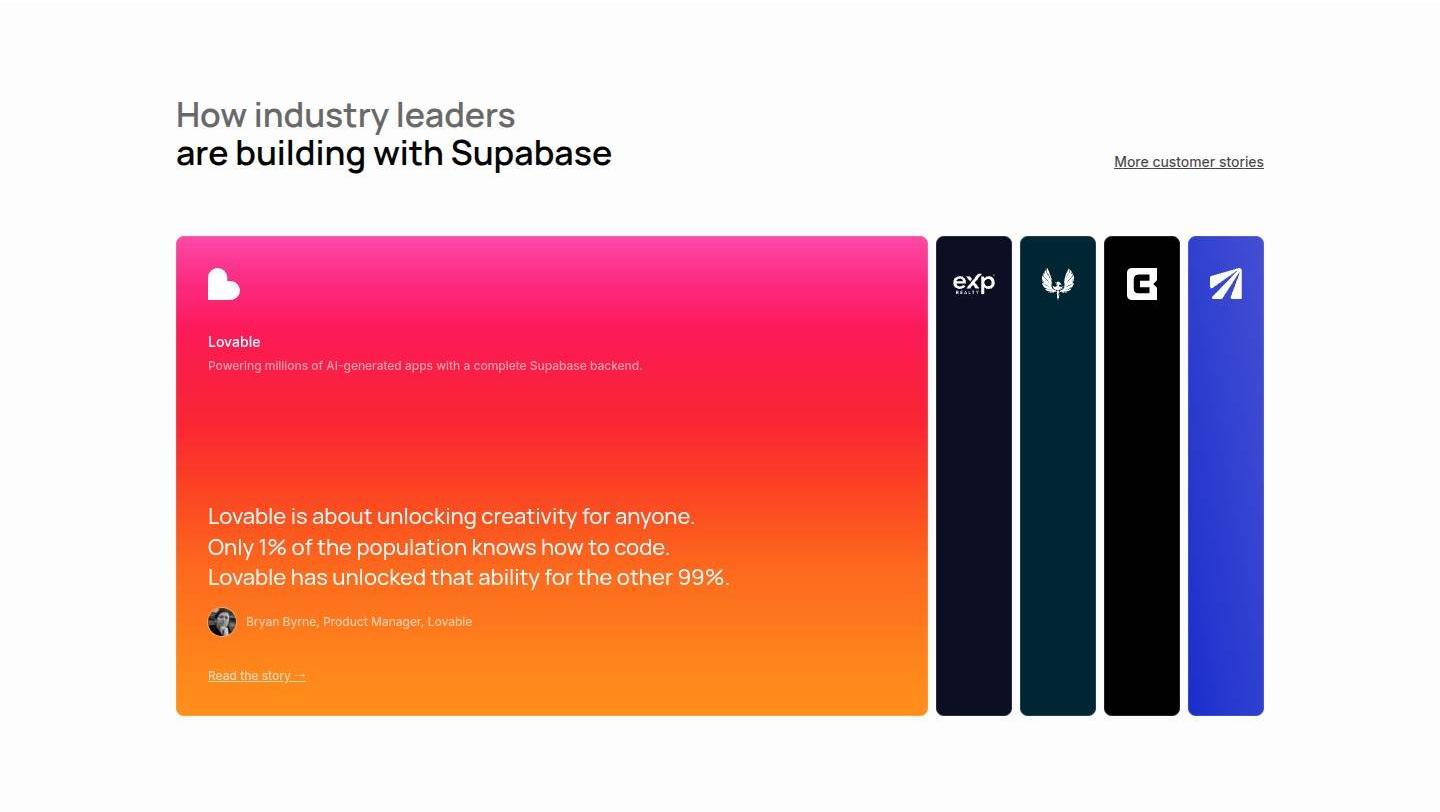 How industry leaders
are building with Supabase
More customer stories
Lovable
Powering millions of AI-generated apps with a complete Supabase backend.
Lovable is about unlocking creativity for anyone.
Only 1% of the population knows how to code.
Lovable has unlocked that ability for the other 99%.
Bryan Byrne, Product Manager, Lovable
Read the story →
exp
REALTY